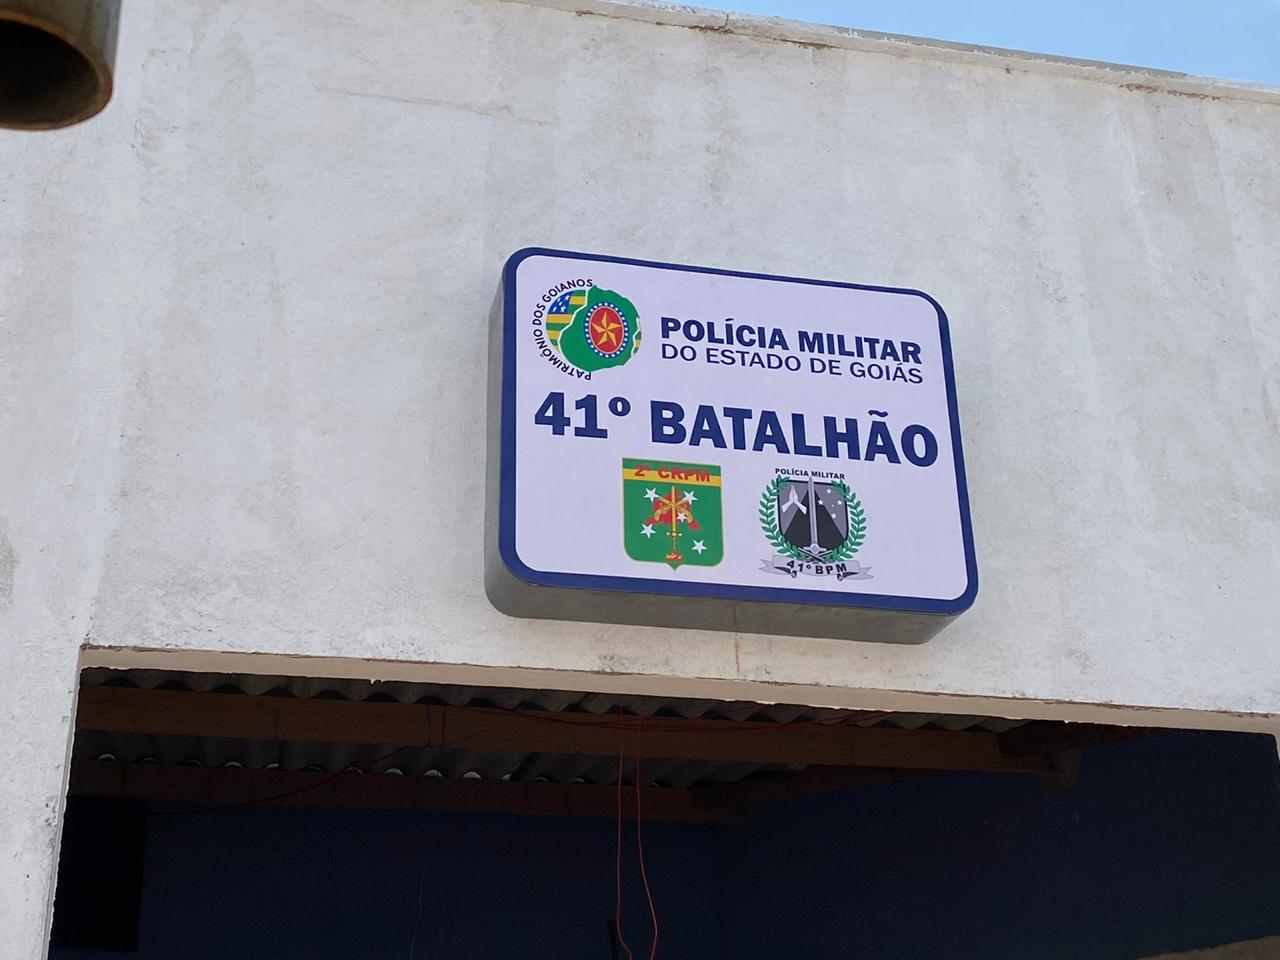 PATRIMÔNIO DOS GOIANOS
POLÍCIA MILITAR
DO ESTADO DE GOIÁS
41º BATALHÃO
2º CRPM
POLÍCIA MILITAR
41º BPM